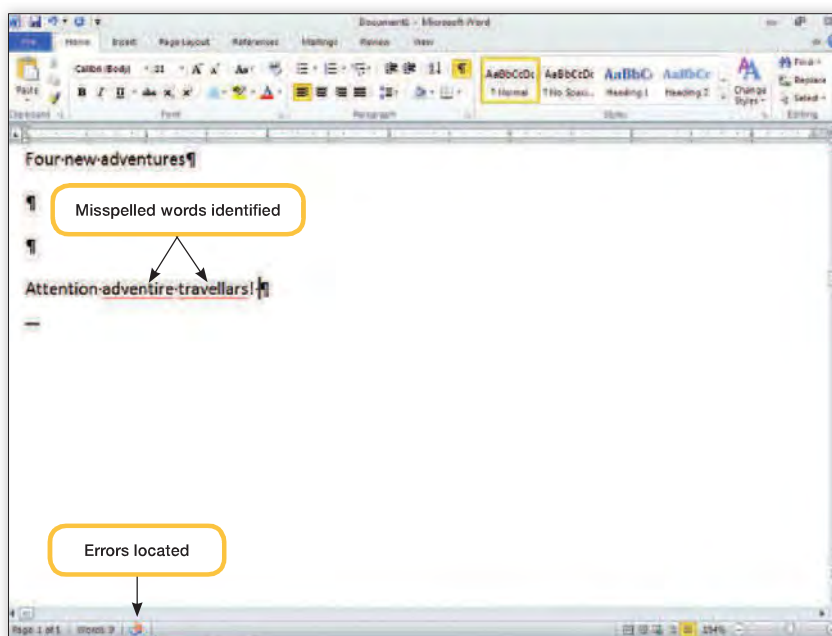 Document1 - Microsoft Word
File Home Insert Page Layout References Mailings Review View
Calibri (Body) 11 Find
Paste AaBbCcDc AaBbCcDc AaBbC AaBbCc Change Replace
B I U abc ¶ Normal ¶ No Spaci... Heading 1 Heading 2 Styles Select
Clipboard Font Paragraph Styles Editing
Four·new·adventures¶
¶
Misspelled words identified
¶
Attention·adventire·travellars!·¶
Errors located
Page 1 of 1 Words: 9